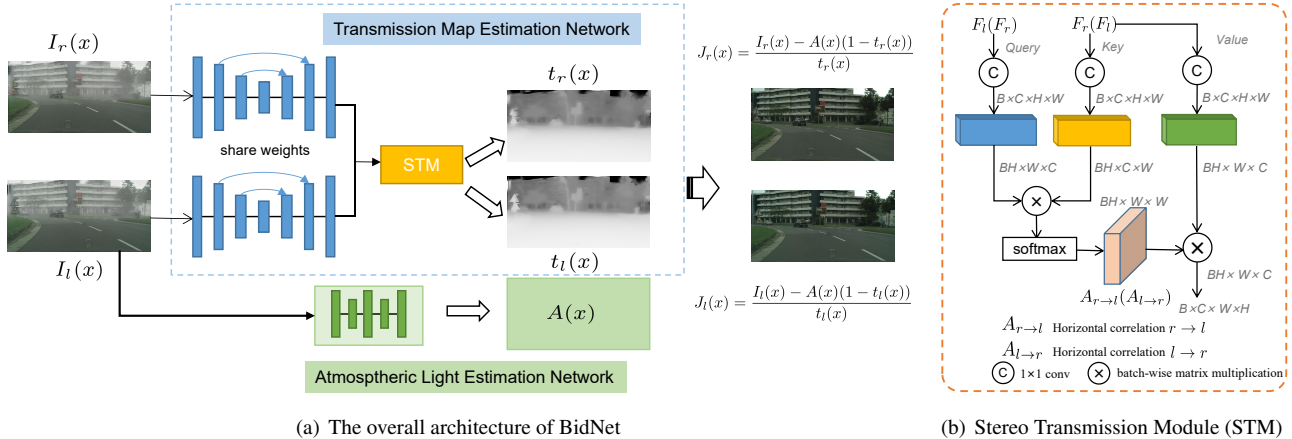 Transmission Map Estimation Network
I_r(x)
share weights
I_l(x)
STM
t_r(x)
t_l(x)
A(x)
Atmosptheric Light Estimation Network
J_r(x) = \frac{I_r(x) - A(x)(1 - t_r(x))}{t_r(x)}
J_l(x) = \frac{I_l(x) - A(x)(1 - t_l(x))}{t_l(x)}
(a) The overall architecture of BidNet
F_l(F_r) F_r(F_l)
Query Key Value
C C C
B×C×H×W B×C×H×W B×C×H×W
BH×W×C BH×C×W BH× W× C
BH× W× W
softmax
A_{r→l}(A_{l→r})
BH× W× C
B×C× W×H
A_{r→l} Horizontal correlation r → l
A_{l→r} Horizontal correlation l → r
C 1×1 conv × batch-wise matrix multiplication
(b) Stereo Transmission Module (STM)